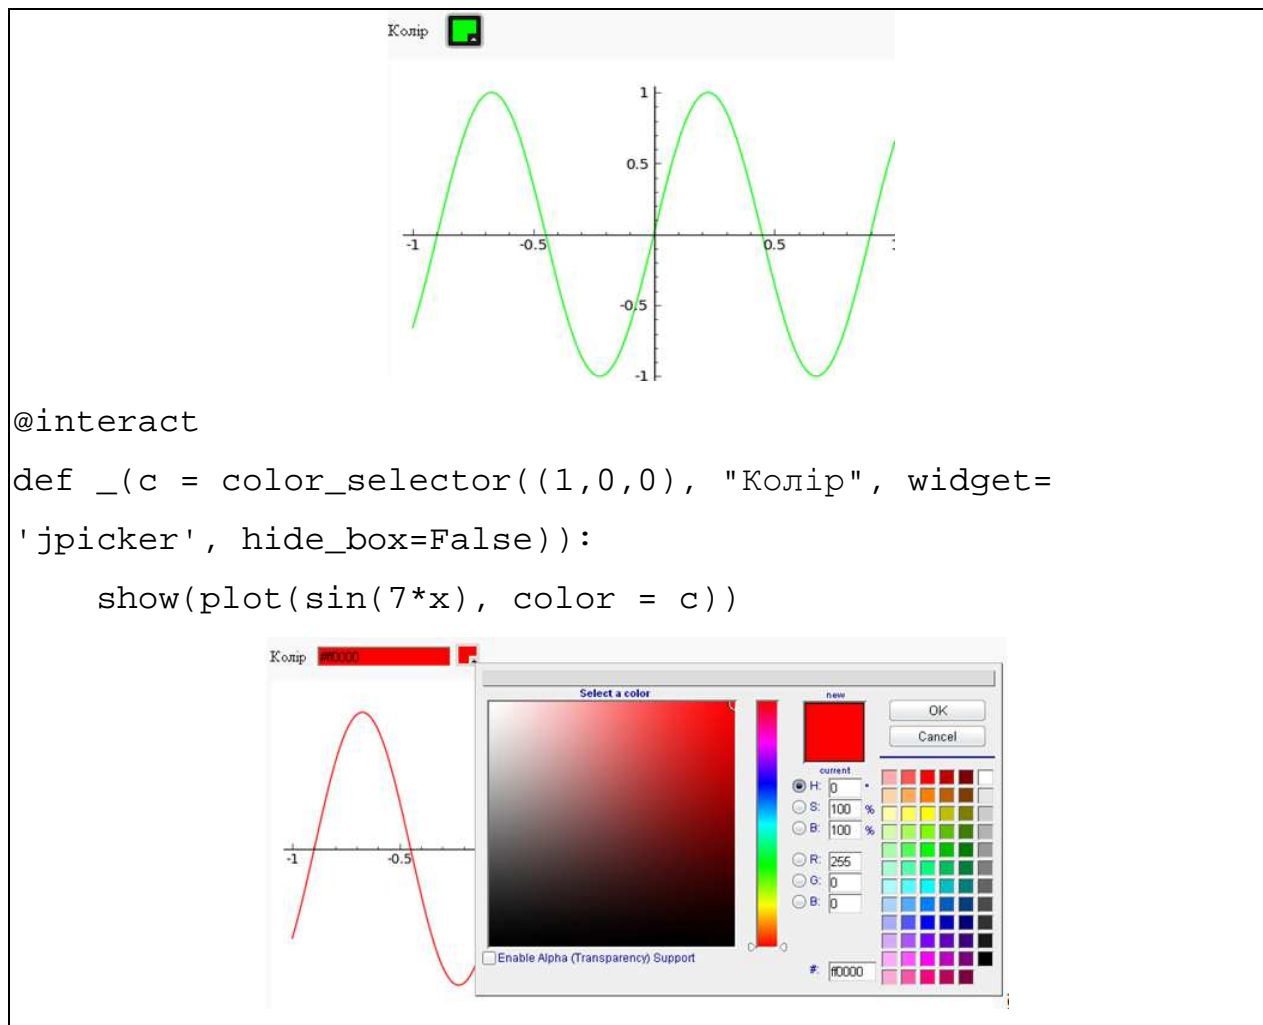 Колір
1
0.5
-1
-0.5
0.5
-0.5
-1
@interact
def _(c = color_selector((1,0,0), "Колір", widget=
'jpicker', hide_box=False)):
show(plot(sin(7*x), color = c))
Колір #ff0000
Select a color
new
OK
Cancel
current
H: 0 °
S: 100 %
B: 100 %
R: 255
G: 0
B: 0
-1
-0.5
Enable Alpha (Transparency) Support
#: ff0000